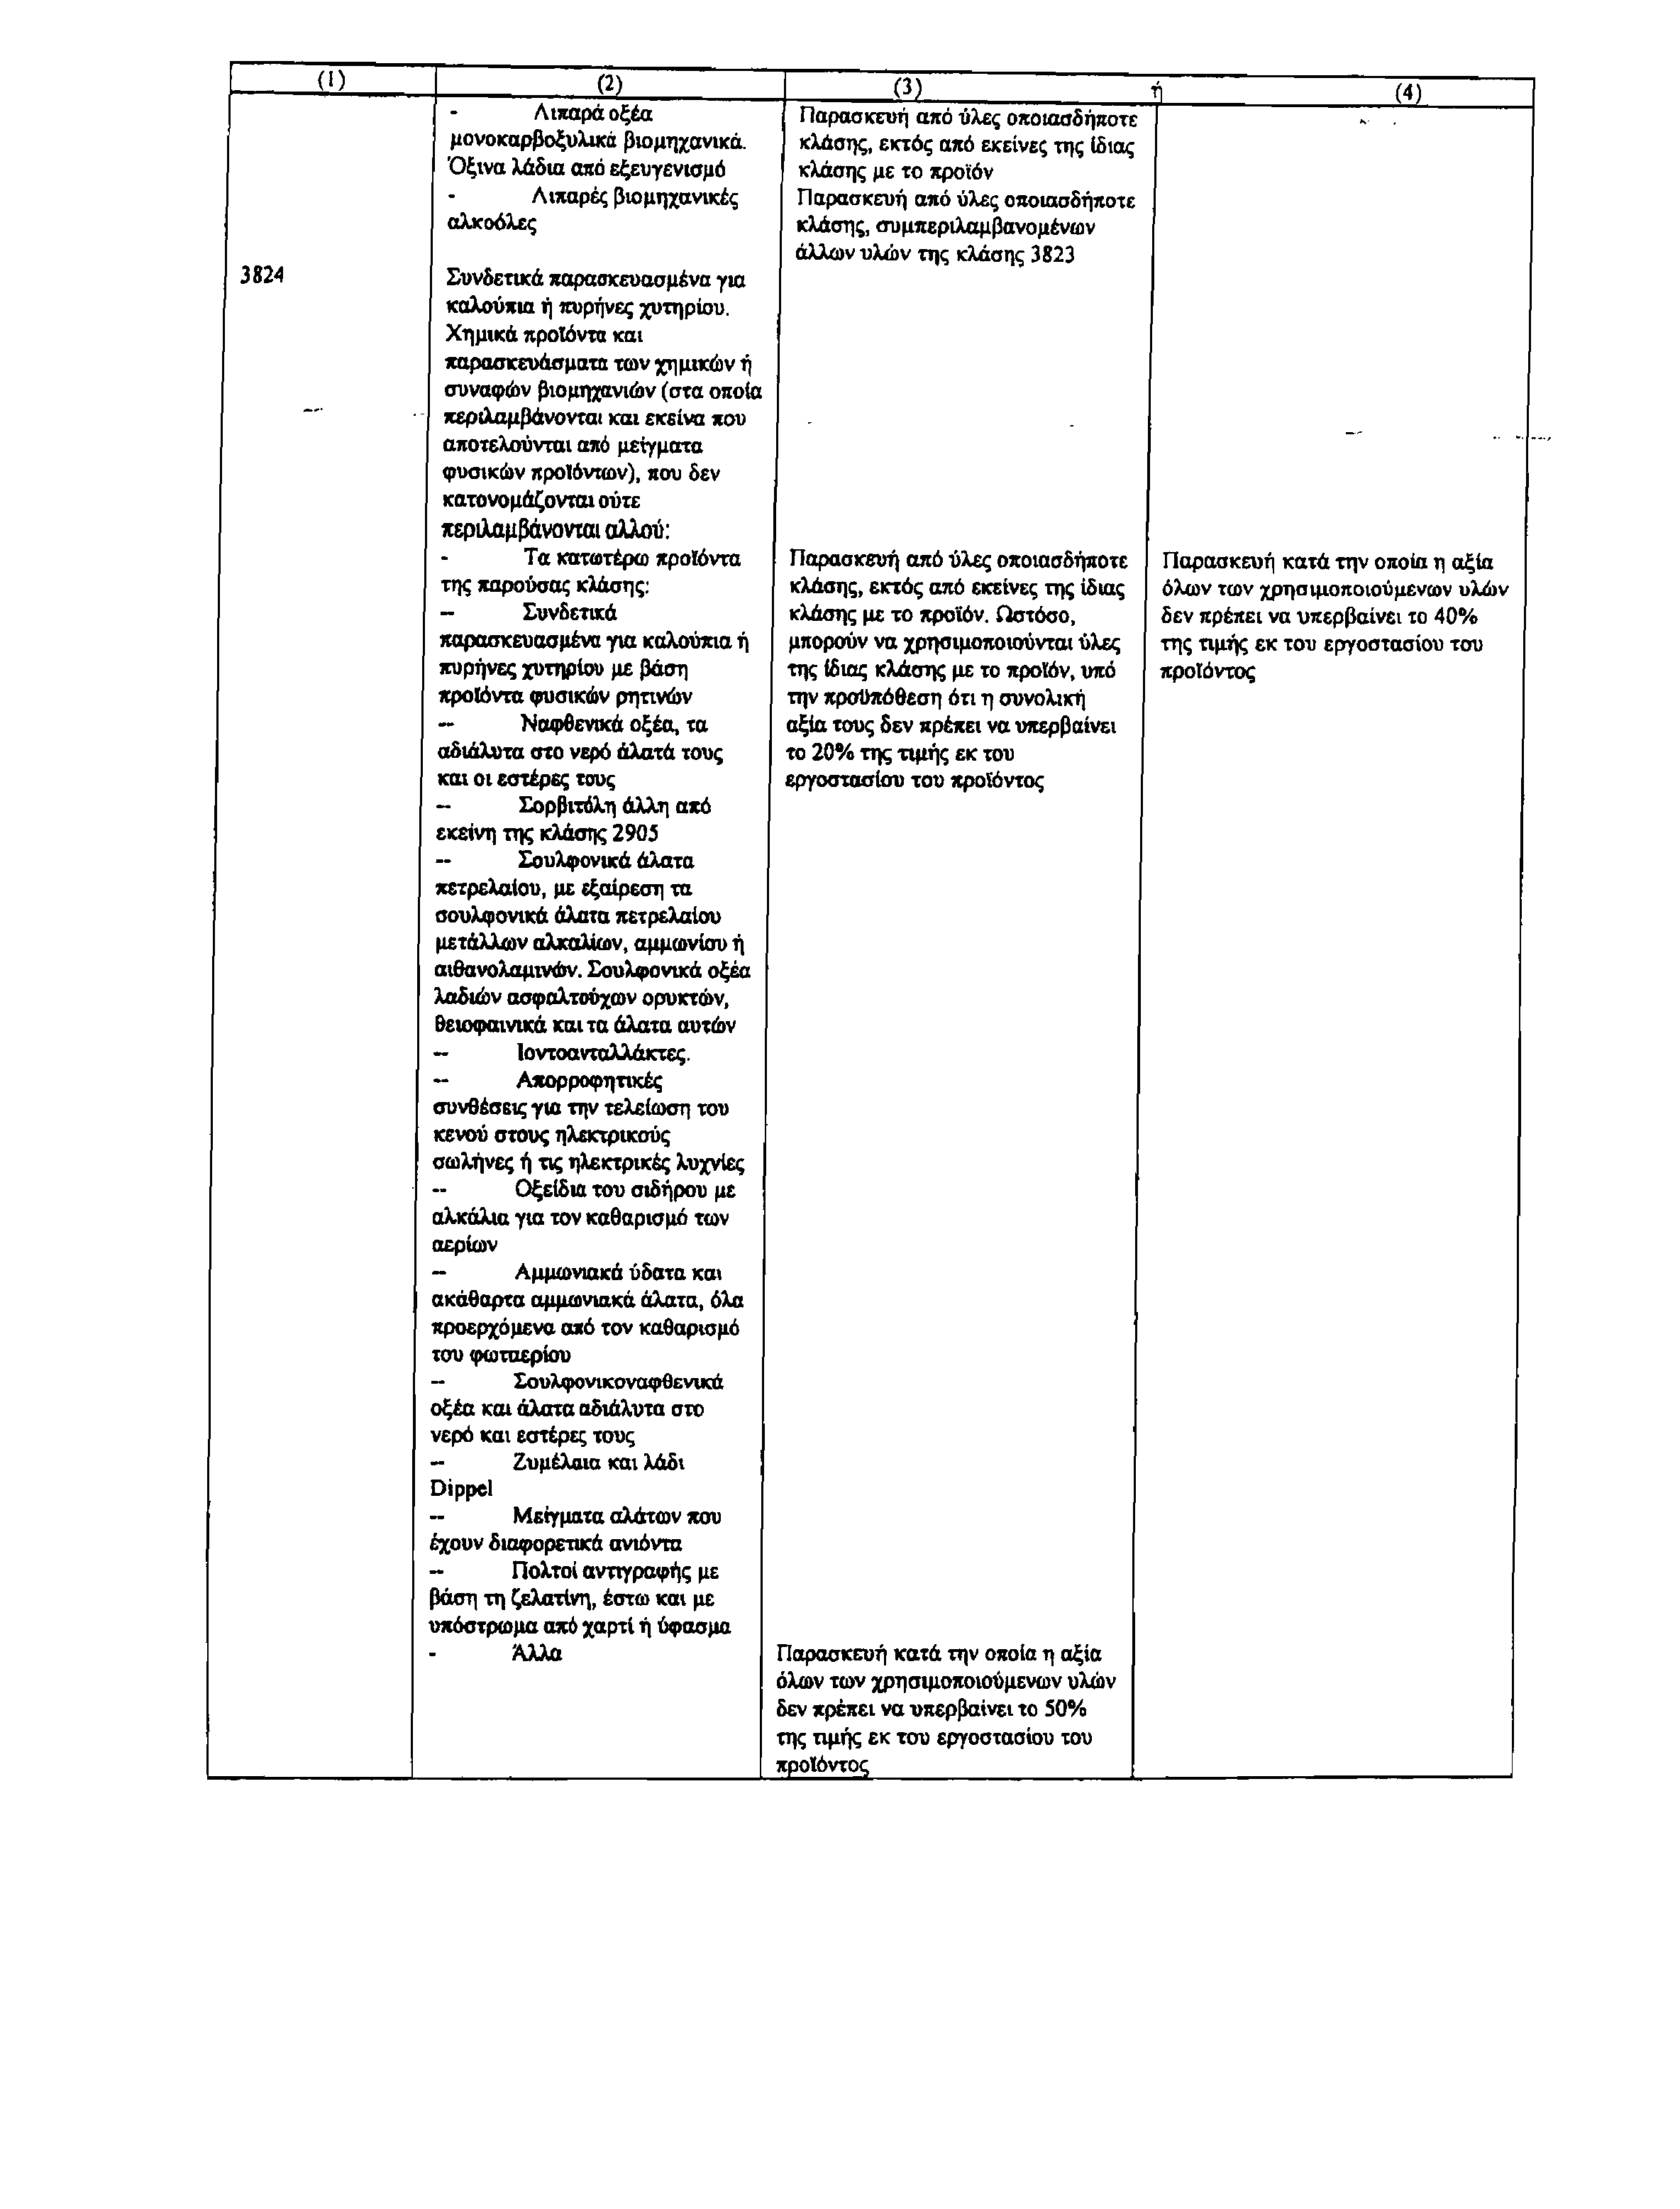 (1) (2) (3) ή (4)
- Λιπαρά οξέα
μονοκαρβοξυλικά βιομηχανικά.
Όξινα λάδια από εξευγενισμό
- Λιπαρές βιομηχανικές
αλκοόλες
Παρασκευή από ύλες οποιασδήποτε
κλάσης, εκτός από εκείνες της ίδιας
κλάσης με το προϊόν
Παρασκευή από ύλες οποιασδήποτε
κλάσης, συμπεριλαμβανομένων
άλλων υλών της κλάσης 3823
3824
Συνδετικά παρασκευασμένα για
καλούπια ή πυρήνες χυτηρίου.
Χημικά προϊόντα και
παρασκευάσματα των χημικών ή
συναφών βιομηχανιών (στα οποία
περιλαμβάνονται και εκείνα που
αποτελούνται από μείγματα
φυσικών προϊόντων), που δεν
κατονομάζονται ούτε
περιλαμβάνονται αλλού:
- Τα κατωτέρω προϊόντα
της παρούσας κλάσης:
-- Συνδετικά
παρασκευασμένα για καλούπια ή
πυρήνες χυτηρίου με βάση
προϊόντα φυσικών ρητινών
-- Ναφθενικά οξέα, τα
αδιάλυτα στο νερό άλατά τους
και οι εστέρες τους
-- Σορβιτόλη άλλη από
εκείνη της κλάσης 2905
-- Σουλφονικά άλατα
πετρελαίου, με εξαίρεση τα
σουλφονικά άλατα πετρελαίου
μετάλλων αλκαλίων, αμμωνίου ή
αιθανολαμινών. Σουλφονικά οξέα
λαδιών ασφαλτούχων ορυκτών,
θειοφαινικά και τα άλατα αυτών
-- Ιοντοανταλλάκτες.
-- Απορροφητικές
συνθέσεις για την τελείωση του
κενού στους ηλεκτρικούς
σωλήνες ή τις ηλεκτρικές λυχνίες
-- Οξείδια του σιδήρου με
αλκάλια για τον καθαρισμό των
αερίων
-- Αμμωνιακά ύδατα και
ακάθαρτα αμμωνιακά άλατα, όλα
προερχόμενα από τον καθαρισμό
του φωταερίου
-- Σουλφονικοναφθενικά
οξέα και άλατα αδιάλυτα στο
νερό και εστέρες τους
-- Ζυμέλαια και λάδι
Dippel
-- Μείγματα αλάτων που
έχουν διαφορετικά ανιόντα
-- Πολτοί αντιγραφής με
βάση τη ζελατίνη, έστω και με
υπόστρωμα από χαρτί ή ύφασμα
- Άλλα
Παρασκευή από ύλες οποιασδήποτε
κλάσης, εκτός από εκείνες της ίδιας
κλάσης με το προϊόν. Ωστόσο,
μπορούν να χρησιμοποιούνται ύλες
της ίδιας κλάσης με το προϊόν, υπό
την προϋπόθεση ότι η συνολική
αξία τους δεν πρέπει να υπερβαίνει
το 20% της τιμής εκ του
εργοστασίου του προϊόντος
Παρασκευή κατά την οποία η αξία
όλων των χρησιμοποιούμενων υλών
δεν πρέπει να υπερβαίνει το 50%
της τιμής εκ του εργοστασίου του
προϊόντος
Παρασκευή κατά την οποία η αξία
όλων των χρησιμοποιούμενων υλών
δεν πρέπει να υπερβαίνει το 40%
της τιμής εκ του εργοστασίου του
προϊόντος